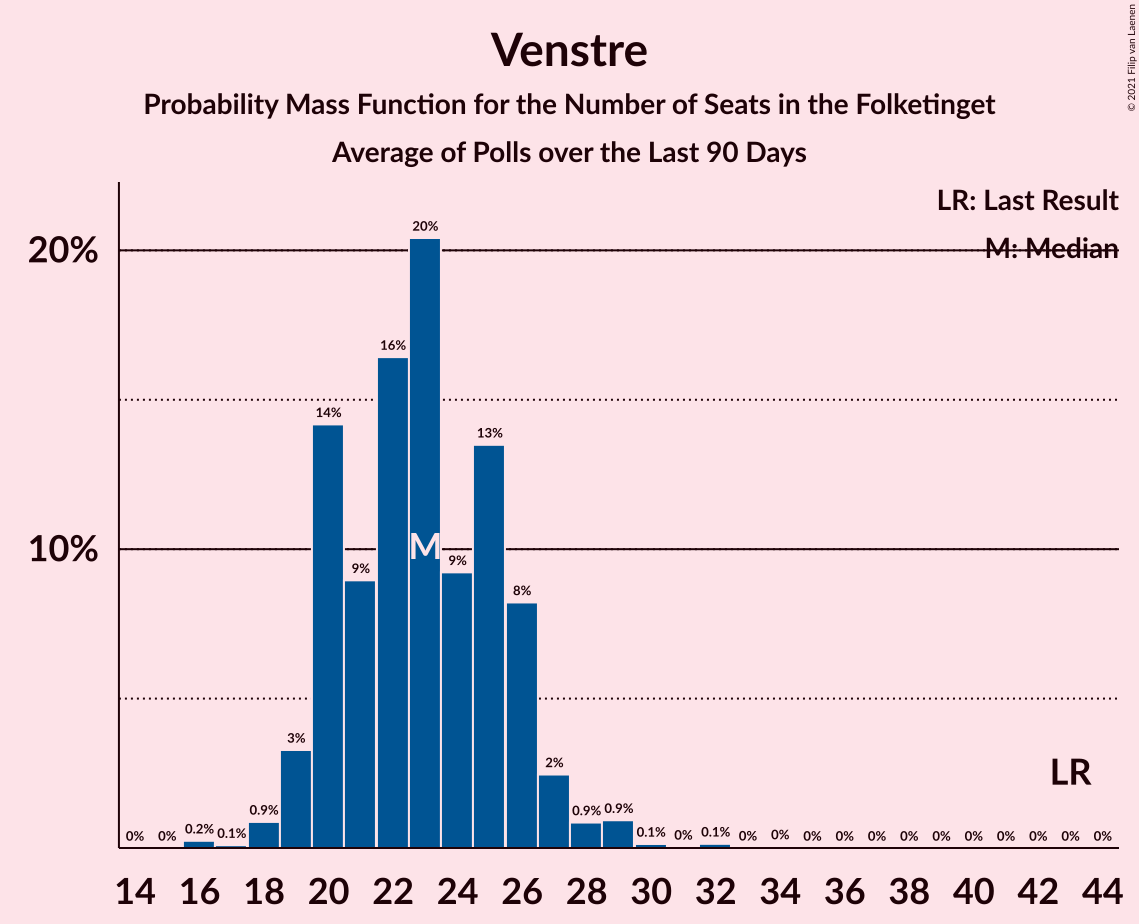 Venstre
Probability Mass Function for the Number of Seats in the Folketinget
Average of Polls over the Last 90 Days
© 2021 Filip van Laenen
LR: Last Result
M: Median
20%
10%
0% 0% 0.2% 0.1% 0.9% 3% 14% 9% 16% 20% 9% 13% 8% 2% 0.9% 0.9% 0.1% 0% 0.1% 0% 0% 0% 0% 0% 0% 0% 0% 0% 0% 0% 0%
M
LR
14 16 18 20 22 24 26 28 30 32 34 36 38 40 42 44